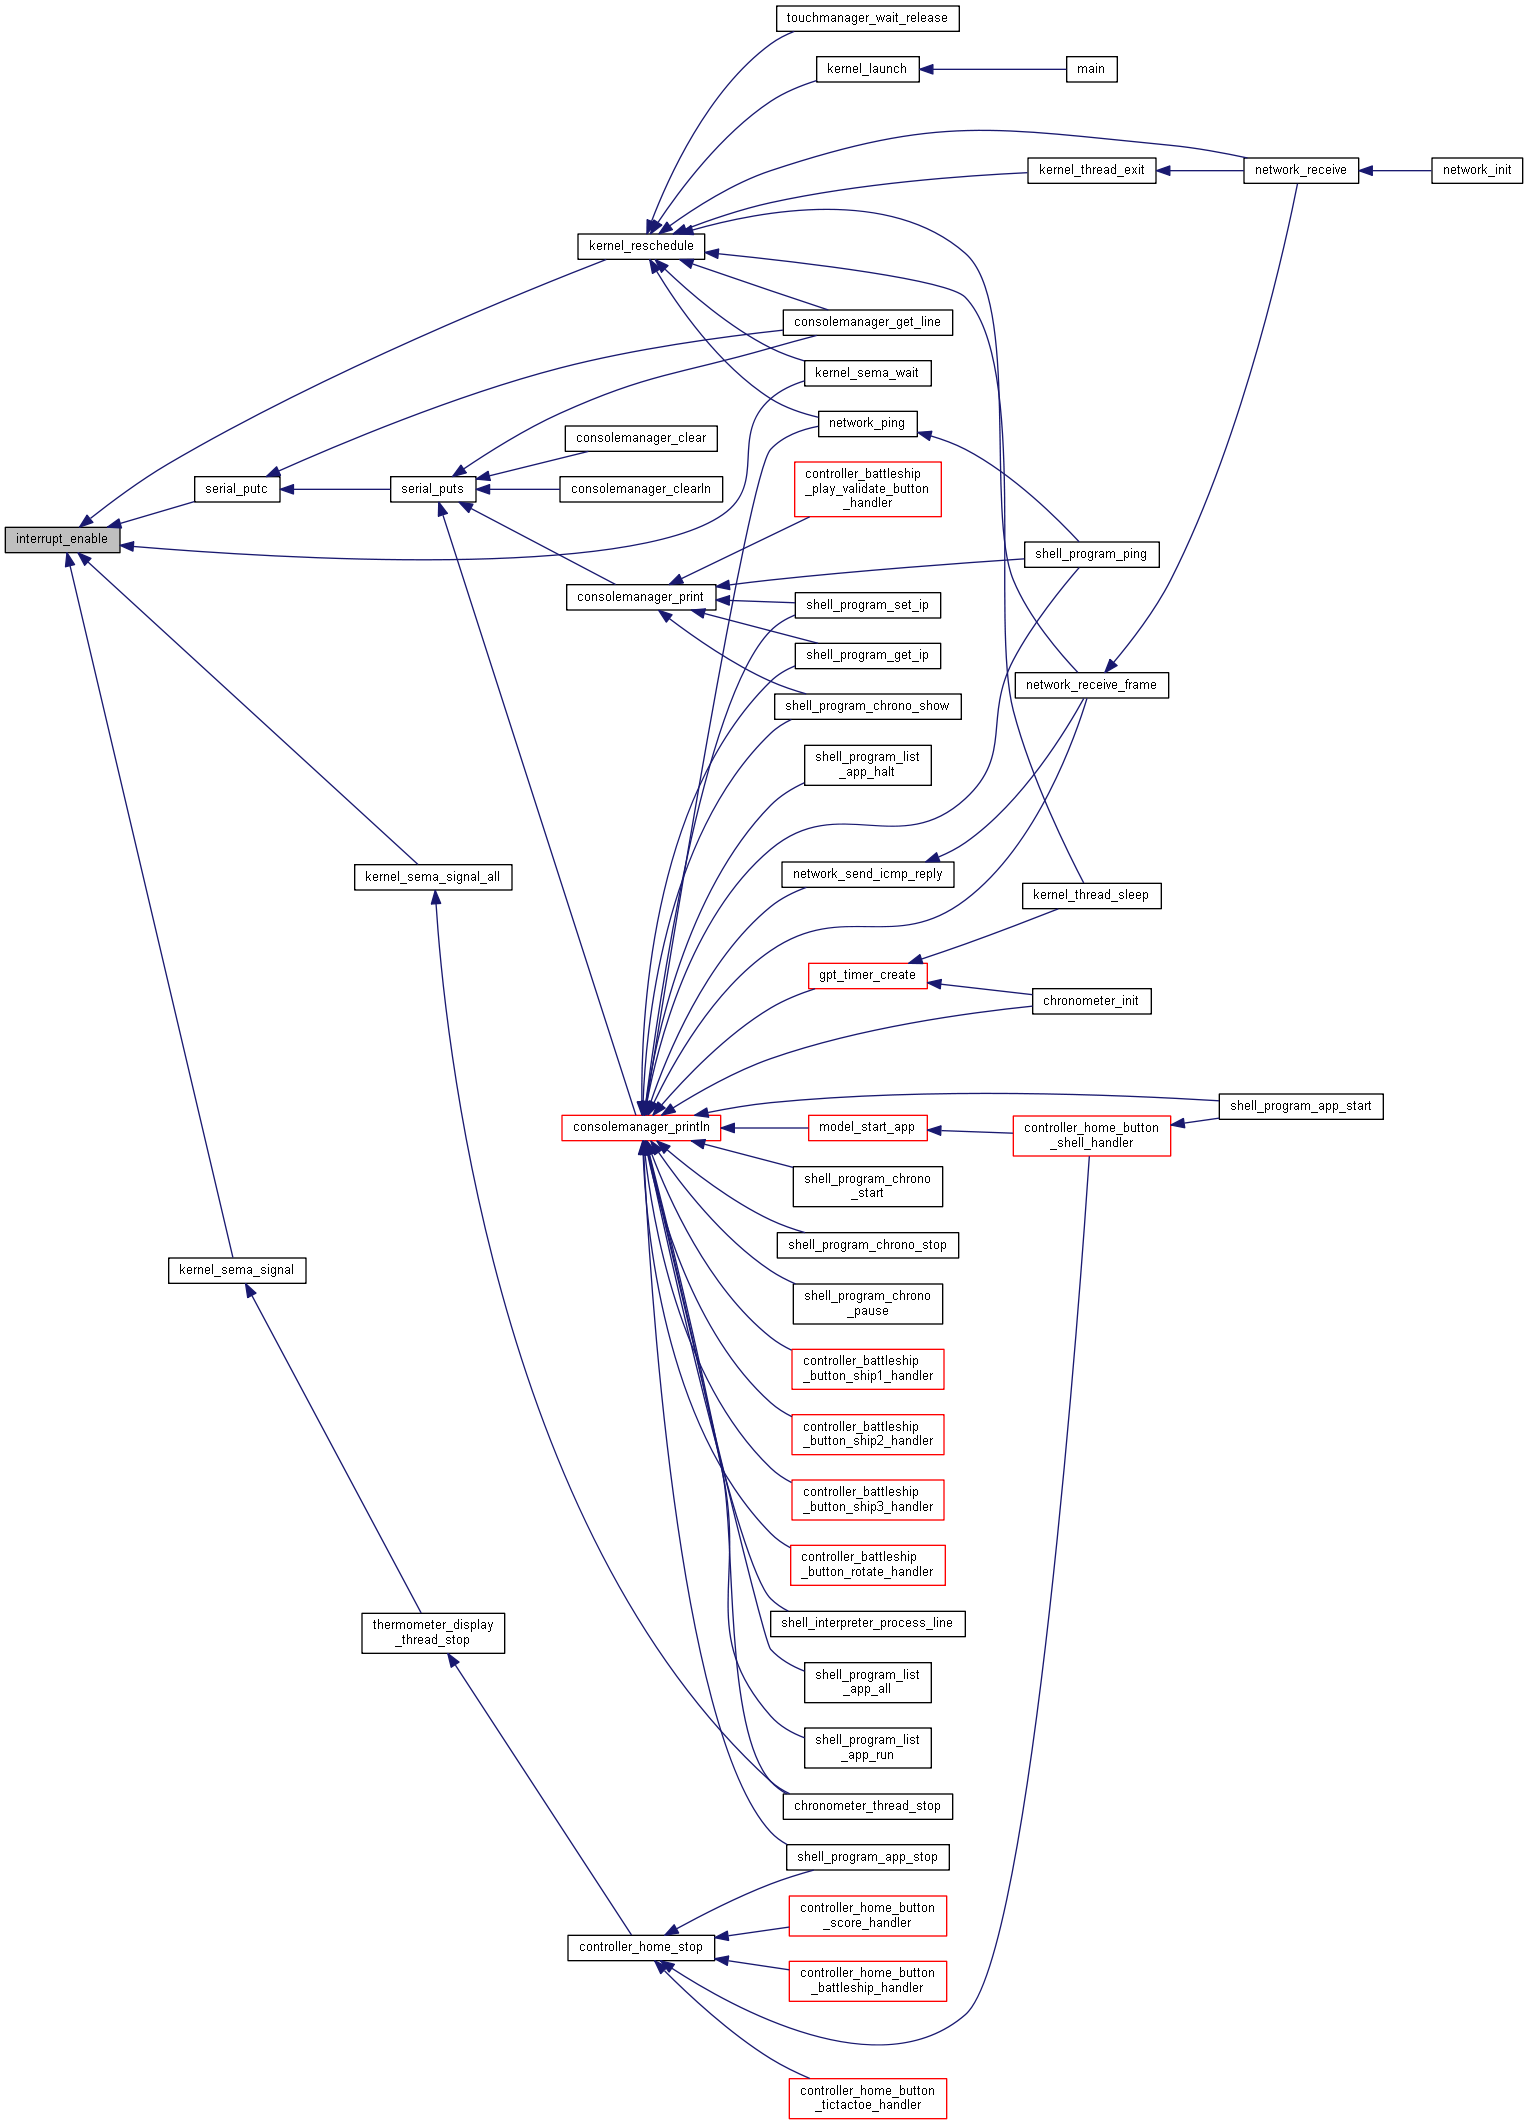 touchmanager_wait_release
kernel_launch
main
kernel_thread_exit
network_receive
network_init
kernel_reschedule
consolemanager_get_line
kernel_sema_wait
network_ping
consolemanager_clear
controller_battleship
_play_validate_button
_handler
serial_putc
serial_puts
consolemanager_clearln
interrupt_enable
shell_program_ping
consolemanager_print
shell_program_set_ip
shell_program_get_ip
network_receive_frame
shell_program_chrono_show
shell_program_list
_app_halt
kernel_sema_signal_all
network_send_icmp_reply
kernel_thread_sleep
gpt_timer_create
chronometer_init
shell_program_app_start
consolemanager_println
model_start_app
controller_home_button
_shell_handler
shell_program_chrono
_start
shell_program_chrono_stop
kernel_sema_signal
shell_program_chrono
_pause
controller_battleship
_button_ship1_handler
controller_battleship
_button_ship2_handler
controller_battleship
_button_ship3_handler
controller_battleship
_button_rotate_handler
shell_interpreter_process_line
thermometer_display
_thread_stop
shell_program_list
_app_all
shell_program_list
_app_run
chronometer_thread_stop
shell_program_app_stop
controller_home_button
_score_handler
controller_home_stop
controller_home_button
_battleship_handler
controller_home_button
_tictactoe_handler